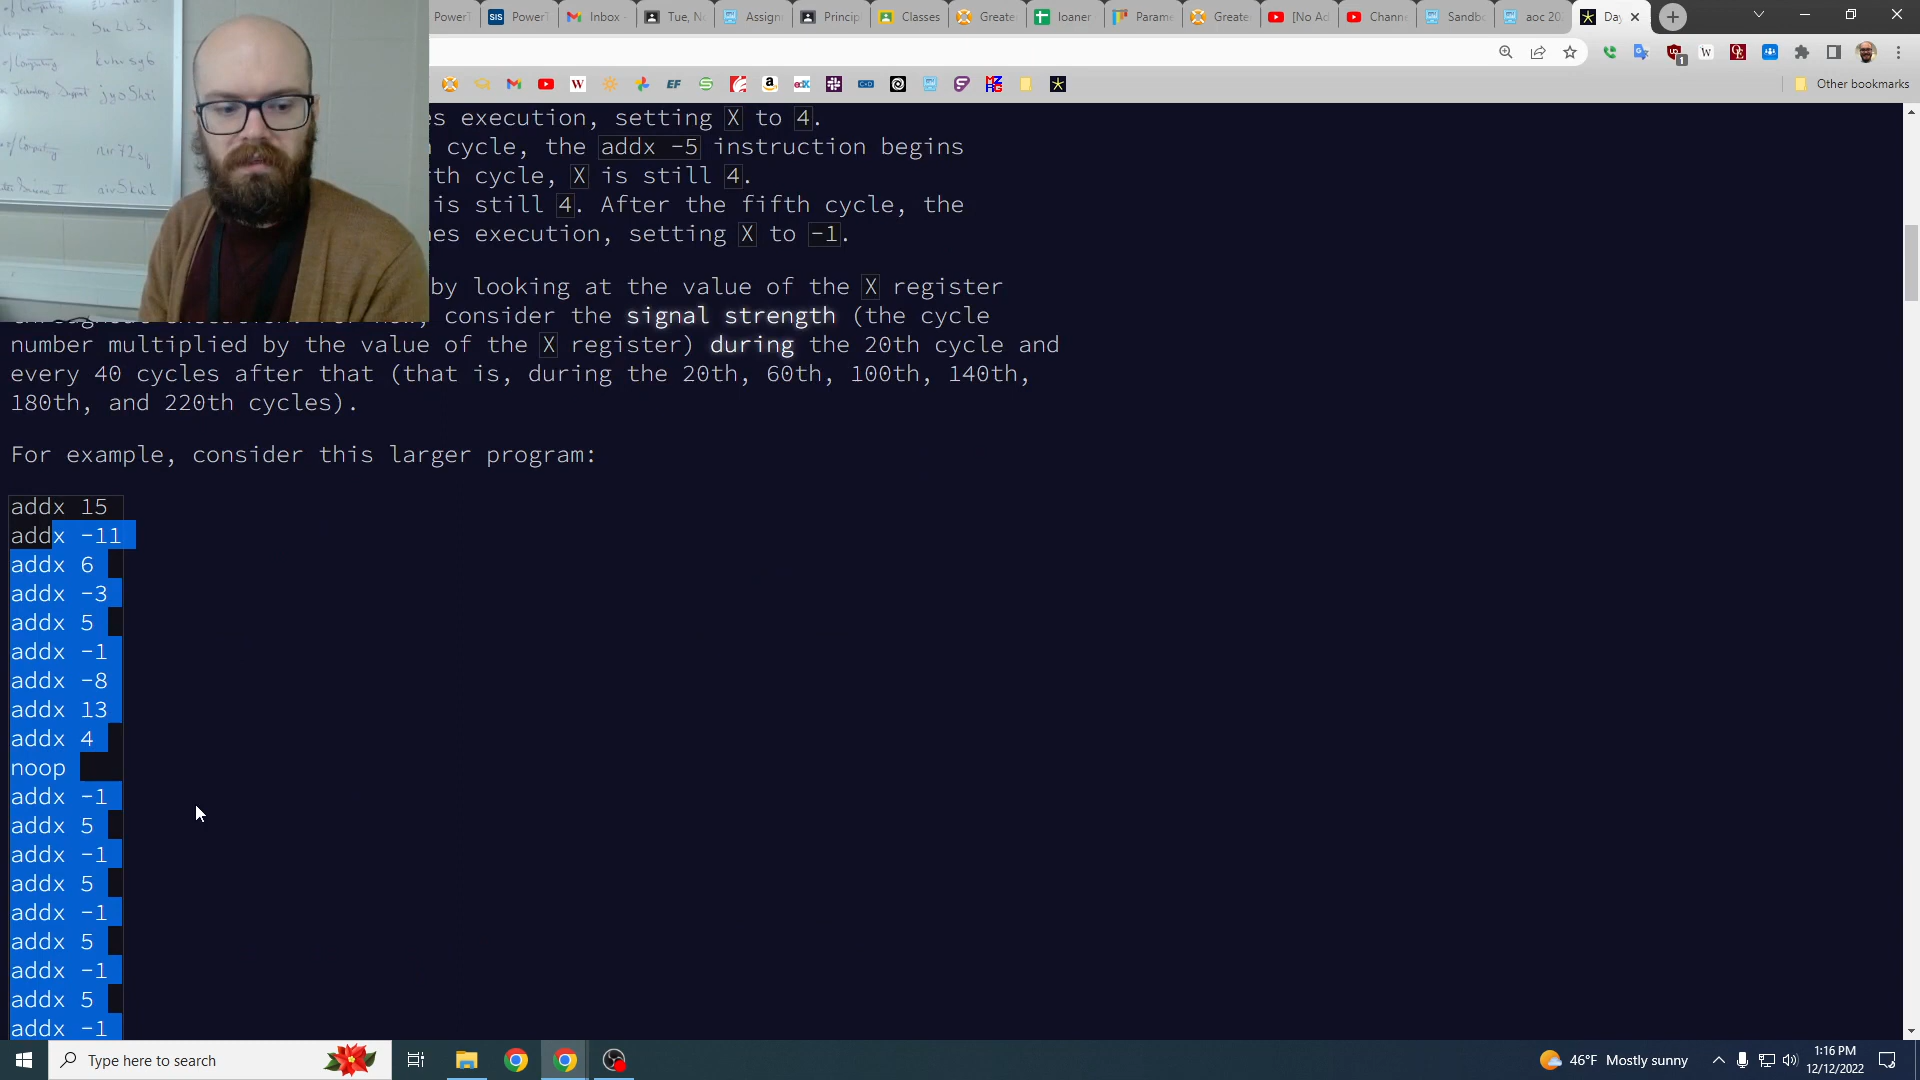 PowerT
SIS PowerT
Inbox
Tue, N
Assign
Princip
Classes
Greate
loaner
Parame
Greate
[No Ad
Chann
Sandb
aoc 20
Day
Other bookmarks
es execution, setting X to 4.
cycle, the addx -5 instruction begins
rth cycle, X is still 4.
is still 4. After the fifth cycle, the
nes execution, setting X to -1.
by looking at the value of the X register
consider the signal strength (the cycle
number multiplied by the value of the X register) during the 20th cycle and
every 40 cycles after that (that is, during the 20th, 60th, 100th, 140th,
180th, and 220th cycles).
For example, consider this larger program:
addx 15
addx -11
addx 6
addx -3
addx 5
addx -1
addx -8
addx 13
addx 4
noop
addx -1
addx 5
addx -1
addx 5
addx -1
addx 5
addx -1
addx 5
addx -1
Type here to search
46°F Mostly sunny
1:16 PM
12/12/2022